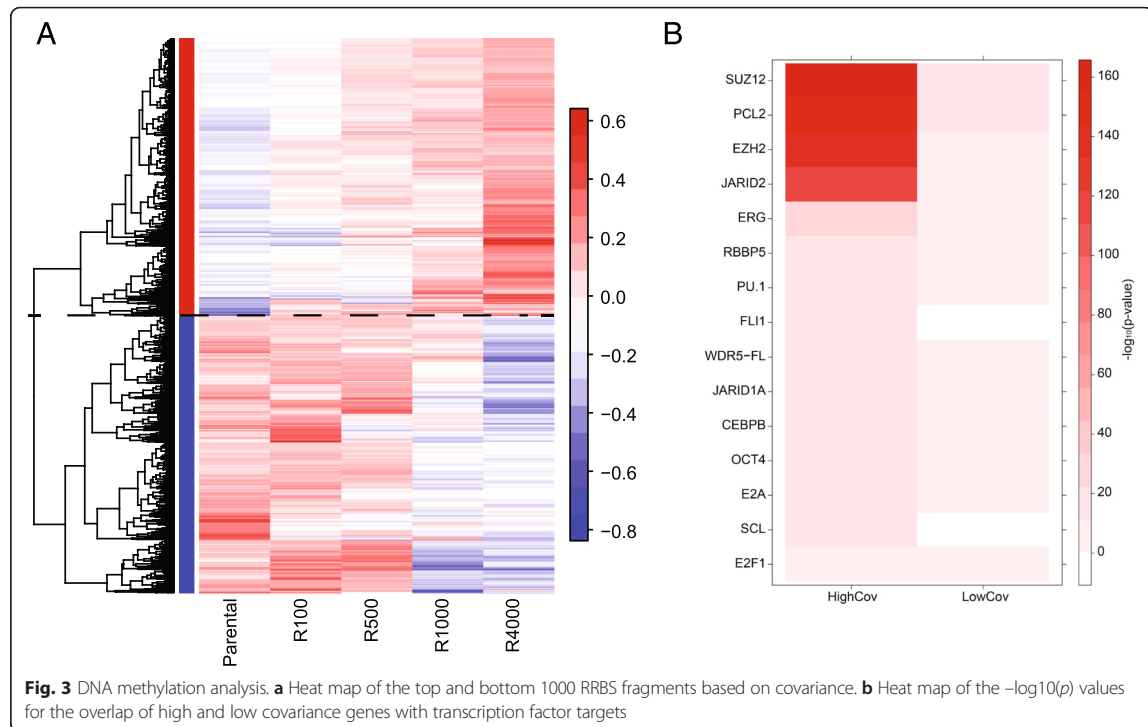 A
B
0.6
0.4
0.2
0.0
−0.2
−0.4
−0.6
−0.8
Parental
R100
R500
R1000
R4000
SUZ12
PCL2
EZH2
JARID2
ERG
RBBP5
PU.1
FLI1
WDR5−FL
JARID1A
CEBPB
OCT4
E2A
SCL
E2F1
HighCov
LowCov
160
140
120
100
80
60
40
20
0
-log₁₀(p-value)
Fig. 3 DNA methylation analysis. a Heat map of the top and bottom 1000 RRBS fragments based on covariance. b Heat map of the –log10(p) values
for the overlap of high and low covariance genes with transcription factor targets